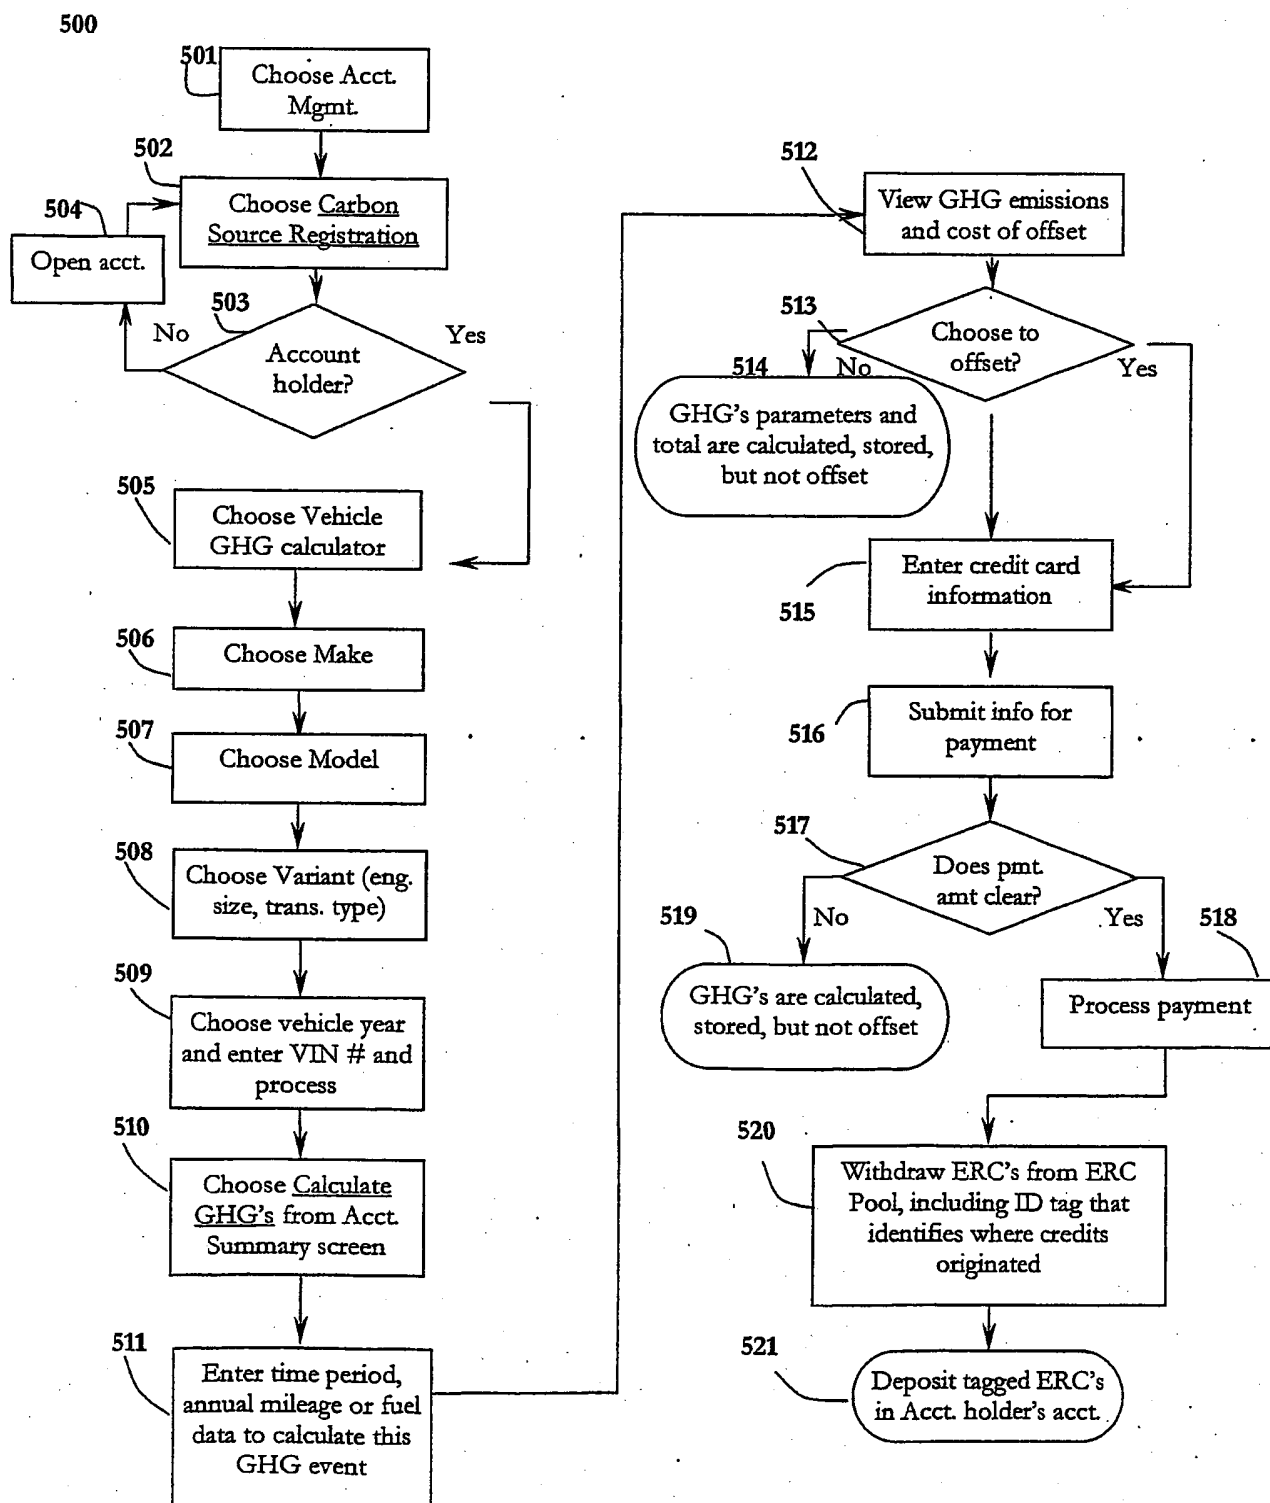 500
501
Choose Acct.
Mgmt.
502
Choose Carbon
Source Registration
504
Open acct.
503
No
Yes
Account
holder?
505
Choose Vehicle
GHG calculator
506
Choose Make
507
Choose Model
508
Choose Variant (eng.
size, trans. type)
509
Choose vehicle year
and enter VIN # and
process
510
Choose Calculate
GHG's from Acct.
Summary screen
511
Enter time period,
annual mileage or fuel
data to calculate this
GHG event
512
View GHG emissions
and cost of offset
513
Choose to
offset?
No
Yes
514
GHG's parameters and
total are calculated, stored,
but not offset
515
Enter credit card
information
516
Submit info for
payment
517
Does pmt.
amt clear?
No
Yes
519
GHG's are calculated,
stored, but not offset
518
Process payment
520
Withdraw ERC's from ERC
Pool, including ID tag that
identifies where credits
originated
521
Deposit tagged ERC's
in Acct. holder's acct.